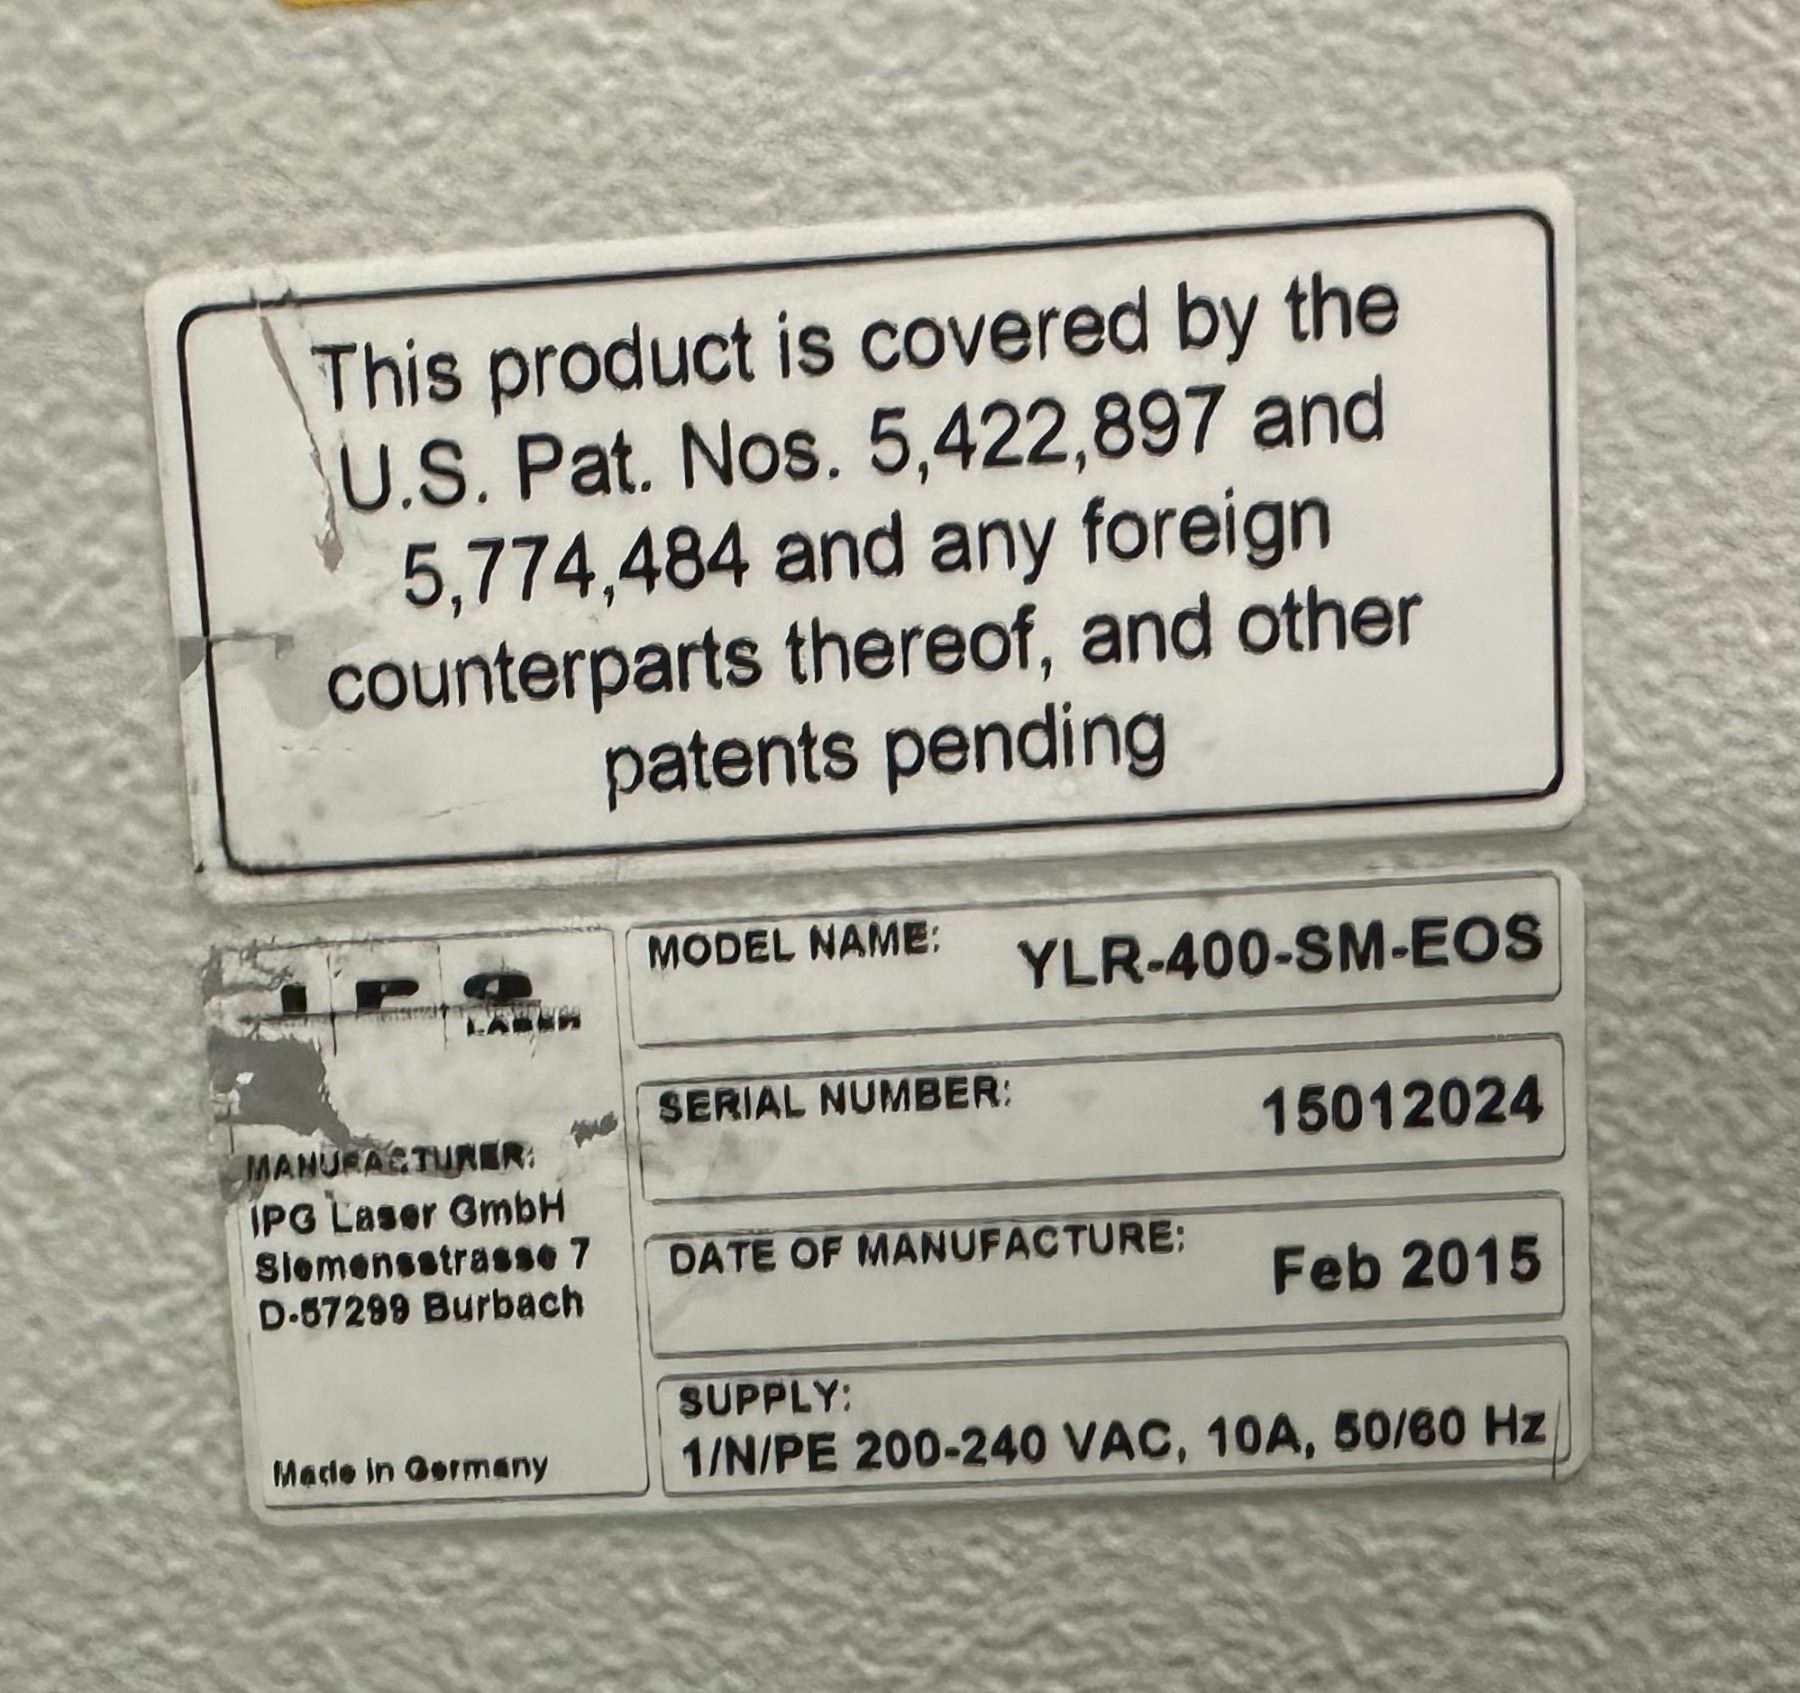 This product is covered by the
U.S. Pat. Nos. 5,422,897 and
5,774,484 and any foreign
counterparts thereof, and other
patents pending
IPG
LASER
MANUFACTURER:
IPG Laser GmbH
Siemensstrasse 7
D-57299 Burbach
Made in Germany
MODEL NAME: YLR-400-SM-EOS
SERIAL NUMBER: 15012024
DATE OF MANUFACTURE: Feb 2015
SUPPLY:
1/N/PE 200-240 VAC, 10A, 50/60 Hz